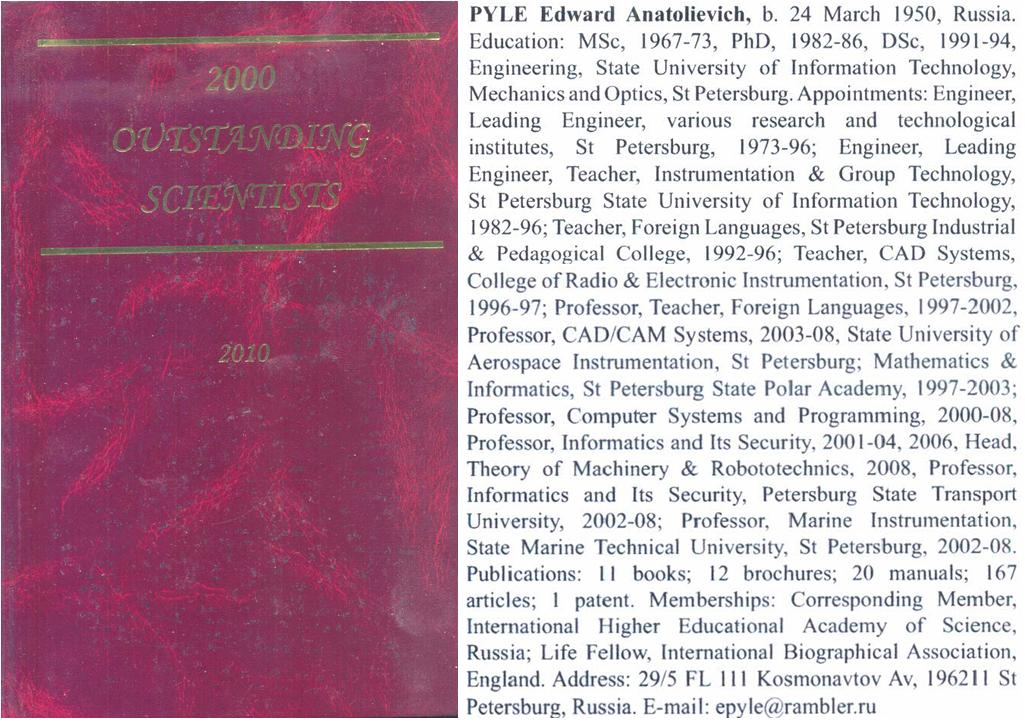 2000
OUTSTANDING
SCIENTISTS
2010
PYLE Edward Anatolievich, b. 24 March 1950, Russia.
Education: MSc, 1967-73, PhD, 1982-86, DSc, 1991-94,
Engineering, State University of Information Technology,
Mechanics and Optics, St Petersburg. Appointments: Engineer,
Leading Engineer, various research and technological
institutes, St Petersburg, 1973-96; Engineer, Leading
Engineer, Teacher, Instrumentation & Group Technology,
St Petersburg State University of Information Technology,
1982-96; Teacher, Foreign Languages, St Petersburg Industrial
& Pedagogical College, 1992-96; Teacher, CAD Systems,
College of Radio & Electronic Instrumentation, St Petersburg,
1996-97; Professor, Teacher, Foreign Languages, 1997-2002,
Professor, CAD/CAM Systems, 2003-08, State University of
Aerospace Instrumentation, St Petersburg; Mathematics &
Informatics, St Petersburg State Polar Academy, 1997-2003;
Professor, Computer Systems and Programming, 2000-08,
Professor, Informatics and Its Security, 2001-04, 2006, Head,
Theory of Machinery & Robototechnics, 2008, Professor,
Informatics and Its Security, Petersburg State Transport
University, 2002-08; Professor, Marine Instrumentation,
State Marine Technical University, St Petersburg, 2002-08.
Publications: 11 books; 12 brochures; 20 manuals; 167
articles; 1 patent. Memberships: Corresponding Member,
International Higher Educational Academy of Science,
Russia; Life Fellow, International Biographical Association,
England. Address: 29/5 FL 111 Kosmonavtov Av, 196211 St
Petersburg, Russia. E-mail: epyle@rambler.ru